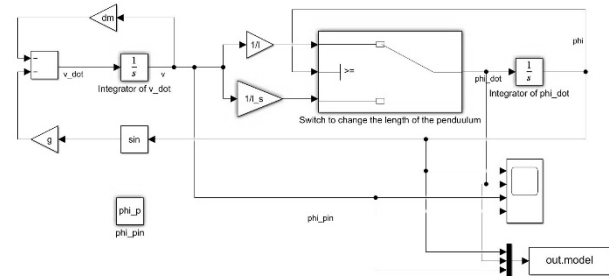 dm
phi
1/l
1
s
v_dot
v
Integrator of v_dot
>=
phi_dot
1
s
Integrator of phi_dot
1/l_s
Switch to change the length of the penduulum
g
sin
phi_p
phi_pin
phi_pin
out.model